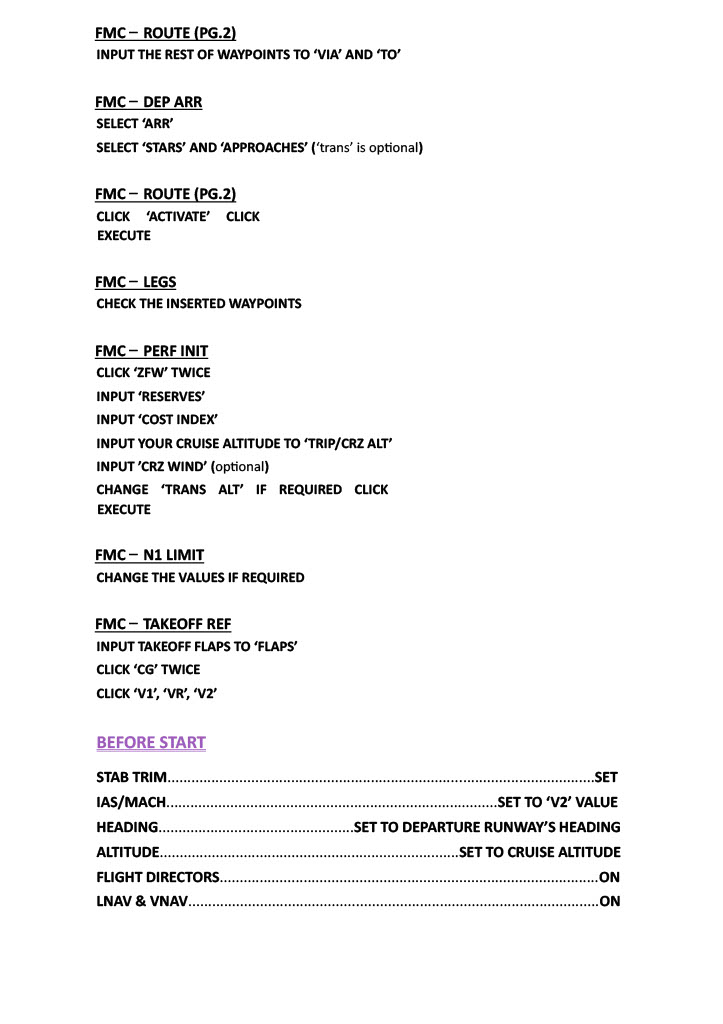 FMC – ROUTE (PG.2)
INPUT THE REST OF WAYPOINTS TO ‘VIA’ AND ‘TO’
FMC – DEP ARR
SELECT ‘ARR’
SELECT ‘STARS’ AND ‘APPROACHES’ (‘trans’ is optional)
FMC – ROUTE (PG.2)
CLICK ‘ACTIVATE’ CLICK
EXECUTE
FMC – LEGS
CHECK THE INSERTED WAYPOINTS
FMC – PERF INIT
CLICK ‘ZFW’ TWICE
INPUT ‘RESERVES’
INPUT ‘COST INDEX’
INPUT YOUR CRUISE ALTITUDE TO ‘TRIP/CRZ ALT’
INPUT ’CRZ WIND’ (optional)
CHANGE ‘TRANS ALT’ IF REQUIRED CLICK
EXECUTE
FMC – N1 LIMIT
CHANGE THE VALUES IF REQUIRED
FMC – TAKEOFF REF
INPUT TAKEOFF FLAPS TO ‘FLAPS’
CLICK ‘CG’ TWICE
CLICK ‘V1’, ‘VR’, ‘V2’
BEFORE START
STAB TRIM..........................................................................................................SET
IAS/MACH..................................................................................SET TO ‘V2’ VALUE
HEADING................................................SET TO DEPARTURE RUNWAY’S HEADING
ALTITUDE..........................................................................SET TO CRUISE ALTITUDE
FLIGHT DIRECTORS..............................................................................................ON
LNAV & VNAV......................................................................................................ON